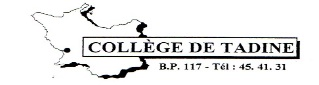 COLLÈGE DE TADINE
B.P. 117 - Tél : 45. 41. 31